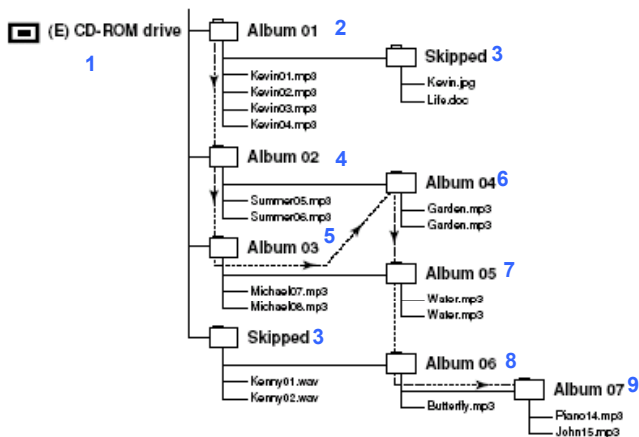 (E) CD-ROM drive
1
Album 01 2
Skipped 3
Kevin01.mp3
Kevin02.mp3
Kevin03.mp3
Kevin04.mp3
Kevin.jpg
Life.doc
Album 02 4
Album 04 6
Summer05.mp3
Summer06.mp3
Garden.mp3
Garden.mp3
Album 03 5
Album 05 7
Michael07.mp3
Michael08.mp3
Water.mp3
Water.mp3
Skipped 3
Album 06 8
Kenny01.wav
Kenny02.wav
Butterfly.mp3
Album 07 9
Piano14.mp3
John15.mp3